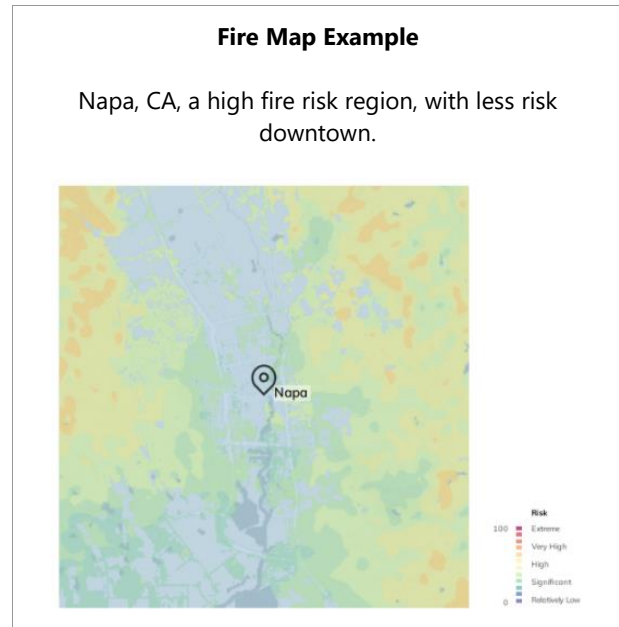 Fire Map Example
Napa, CA, a high fire risk region, with less risk
downtown.
Napa
Risk
100 Extreme
Very High
High
Significant
0 Relatively Low